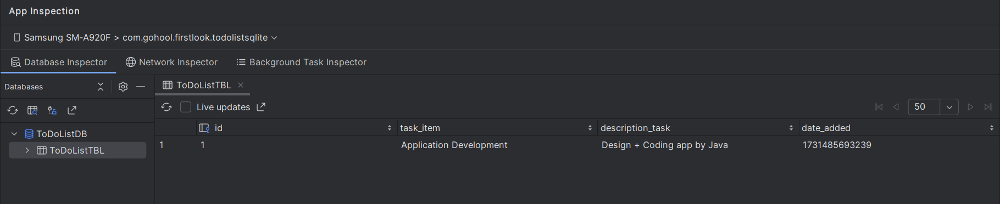 App Inspection
Samsung SM-A920F > com.gohool.firstlook.todolistsqlite
Database Inspector Network Inspector Background Task Inspector
Databases ToDoListTBL
Live updates 50
ToDoListDB id task_item description_task date_added
ToDoListTBL 1 1 Application Development Design + Coding app by Java 1731485693239